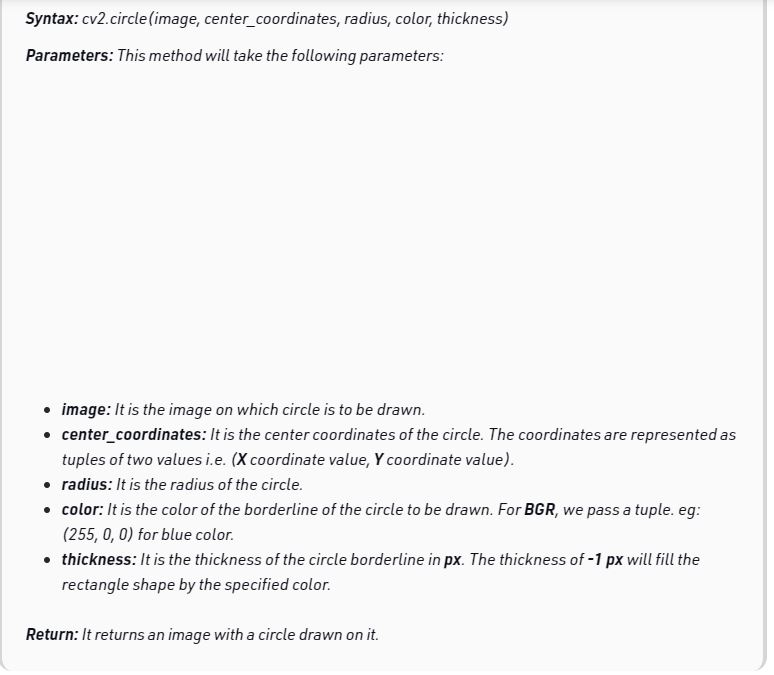 Syntax: cv2.circle(image, center_coordinates, radius, color, thickness)
Parameters: This method will take the following parameters:
image: It is the image on which circle is to be drawn.
center_coordinates: It is the center coordinates of the circle. The coordinates are represented as
tuples of two values i.e. (X coordinate value, Y coordinate value).
radius: It is the radius of the circle.
color: It is the color of the borderline of the circle to be drawn. For BGR, we pass a tuple. eg:
(255, 0, 0) for blue color.
thickness: It is the thickness of the circle borderline in px. The thickness of -1 px will fill the
rectangle shape by the specified color.
Return: It returns an image with a circle drawn on it.